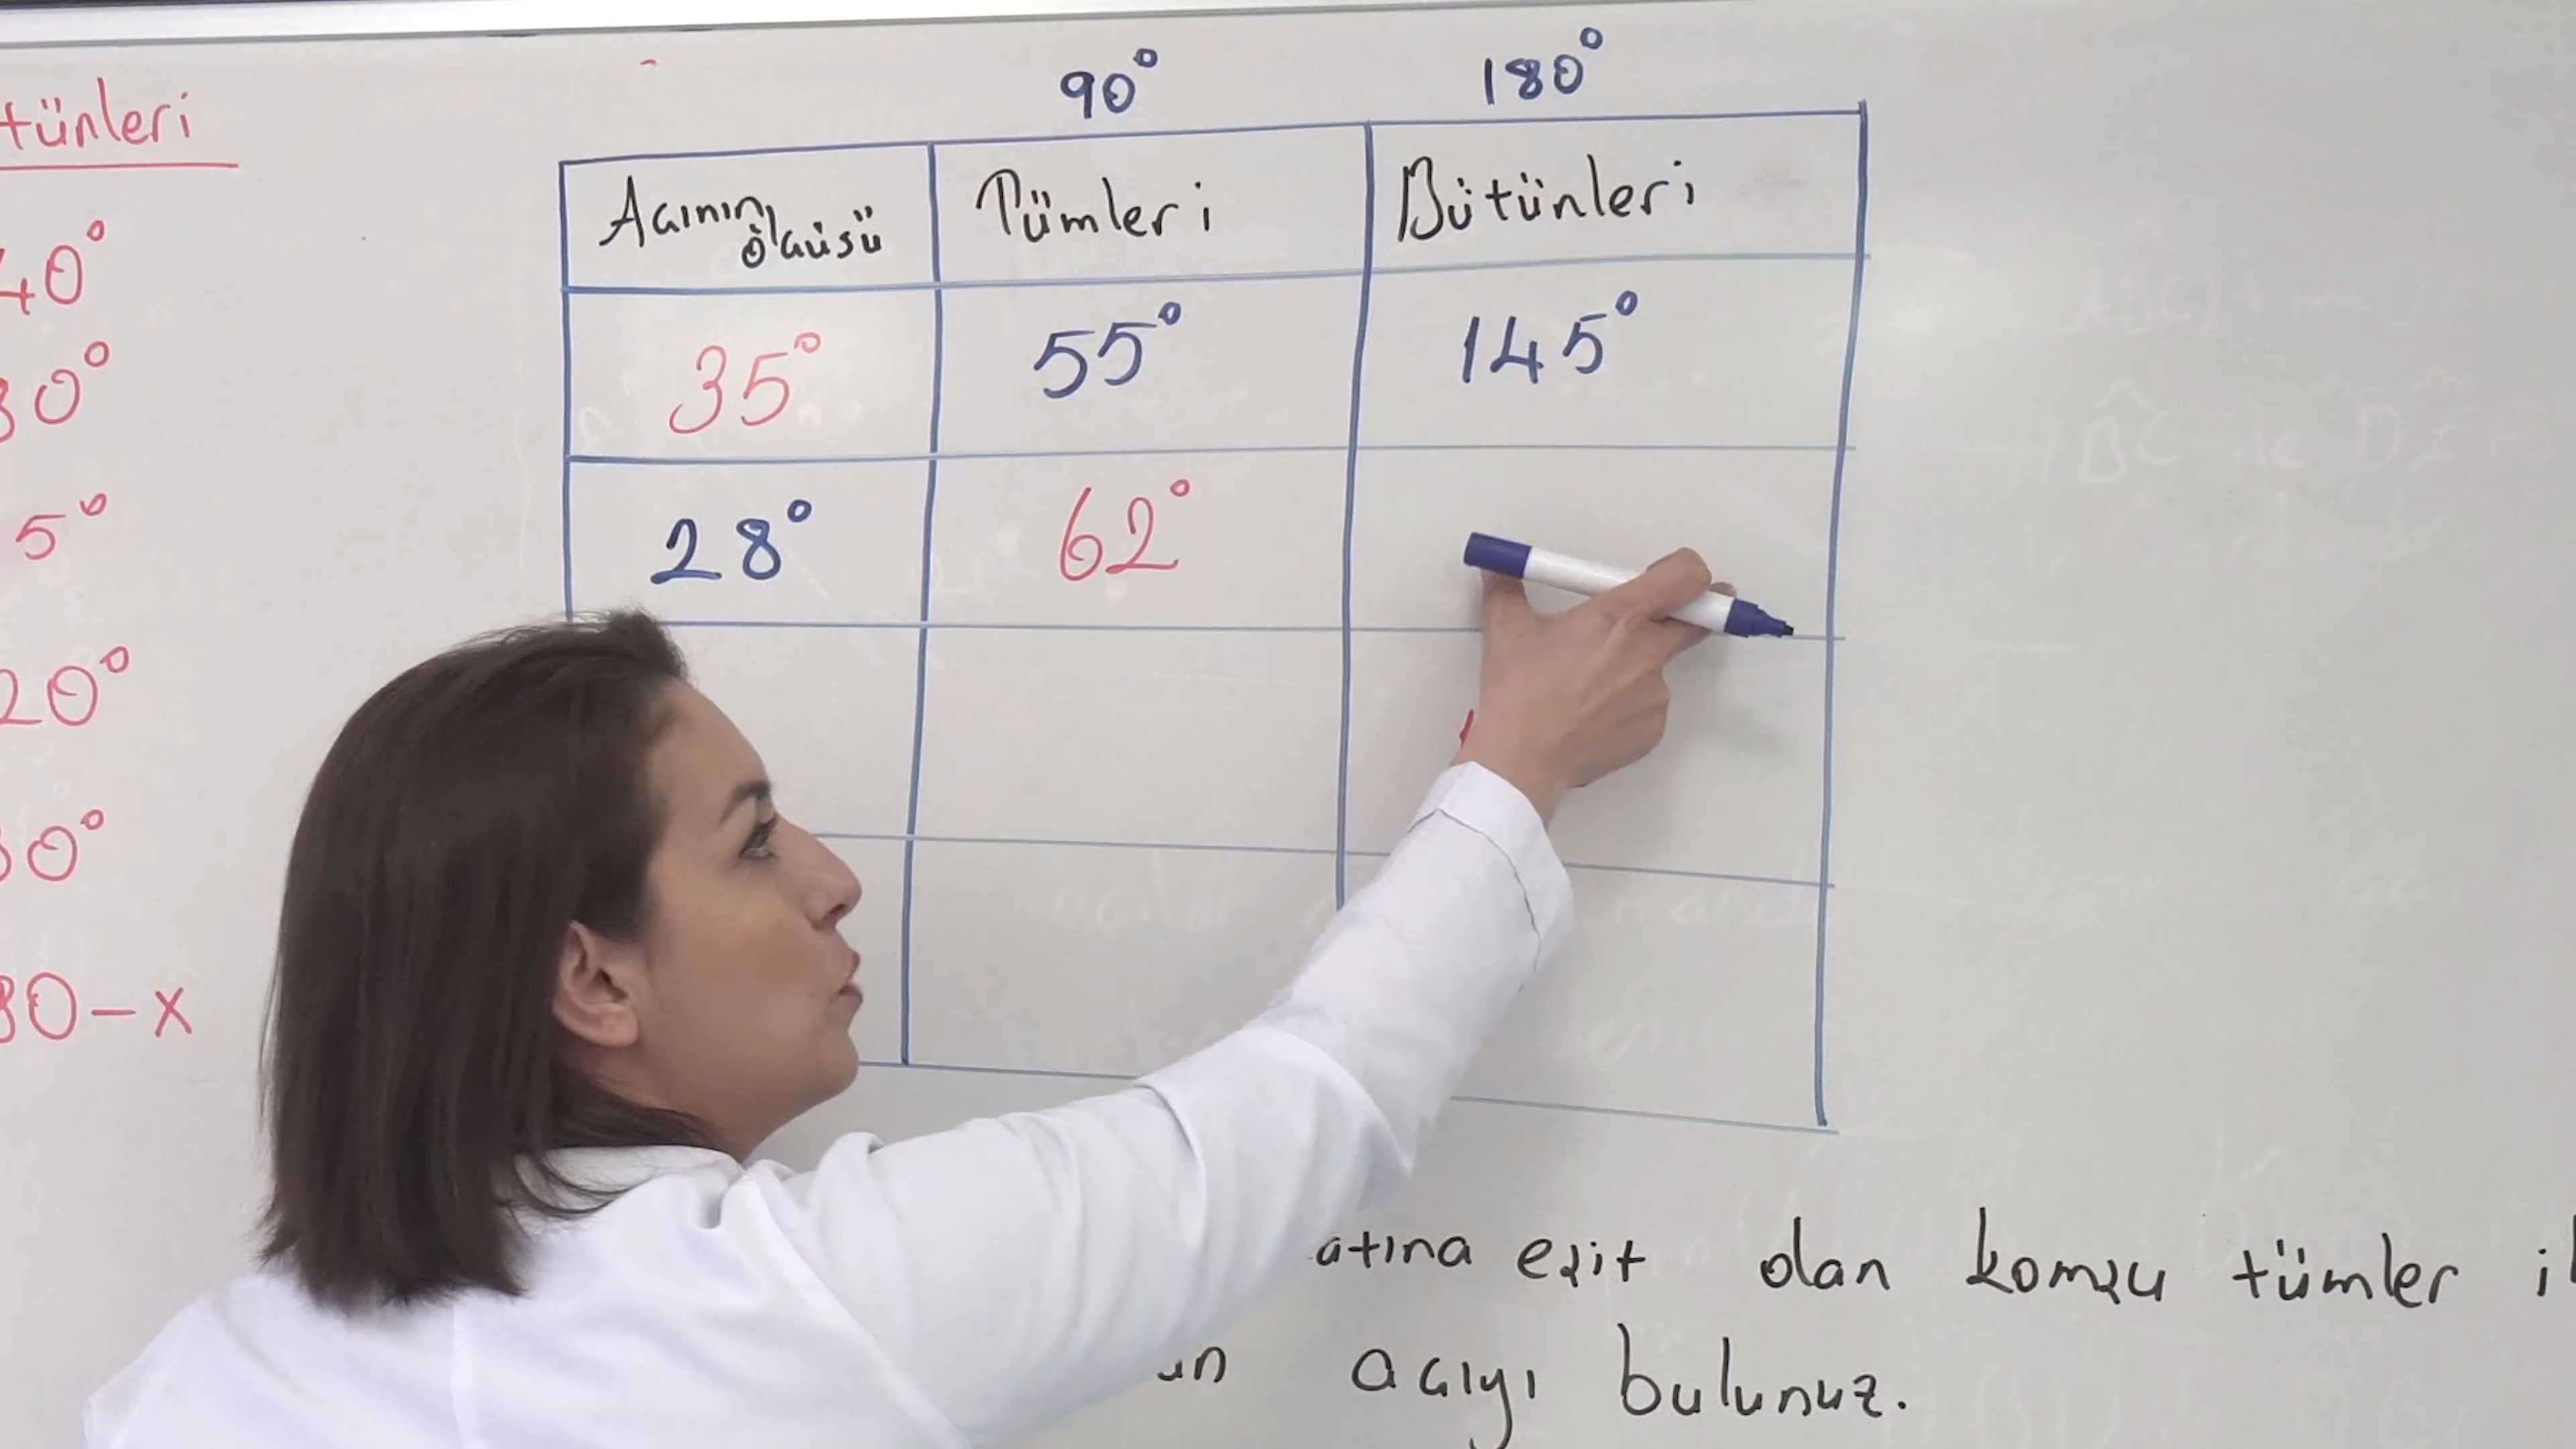 tünleri
40°
30°
5°
20°
30°
80-x
90° 180°
Açının ölçüsü Tümleri Bütünleri
35° 55° 145°
28° 62°
atına eşit olan komşu tümler
açıyı bulunuz.